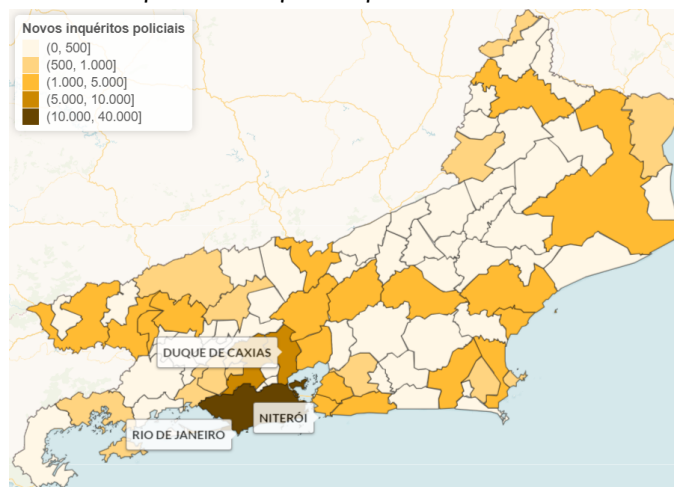 Novos inquéritos policiais
(0, 500]
(500, 1.000]
(1.000, 5.000]
(5.000, 10.000]
(10.000, 40.000]
DUQUE DE CAXIAS
NITERÓI
RIO DE JANEIRO